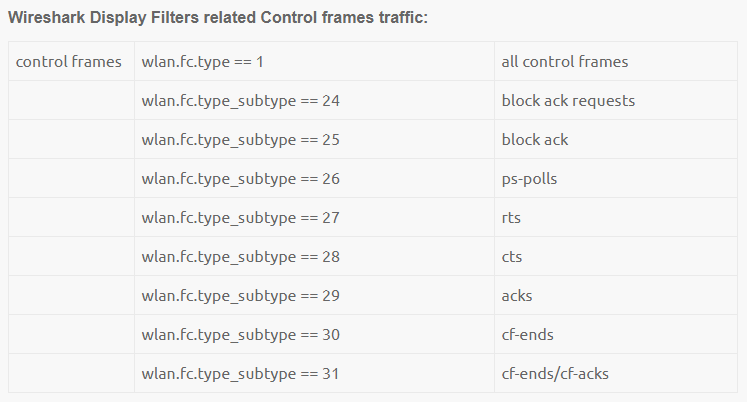 Wireshark Display Filters related Control frames traffic:
control frames wlan.fc.type == 1 all control frames
wlan.fc.type_subtype == 24 block ack requests
wlan.fc.type_subtype == 25 block ack
wlan.fc.type_subtype == 26 ps-polls
wlan.fc.type_subtype == 27 rts
wlan.fc.type_subtype == 28 cts
wlan.fc.type_subtype == 29 acks
wlan.fc.type_subtype == 30 cf-ends
wlan.fc.type_subtype == 31 cf-ends/cf-acks